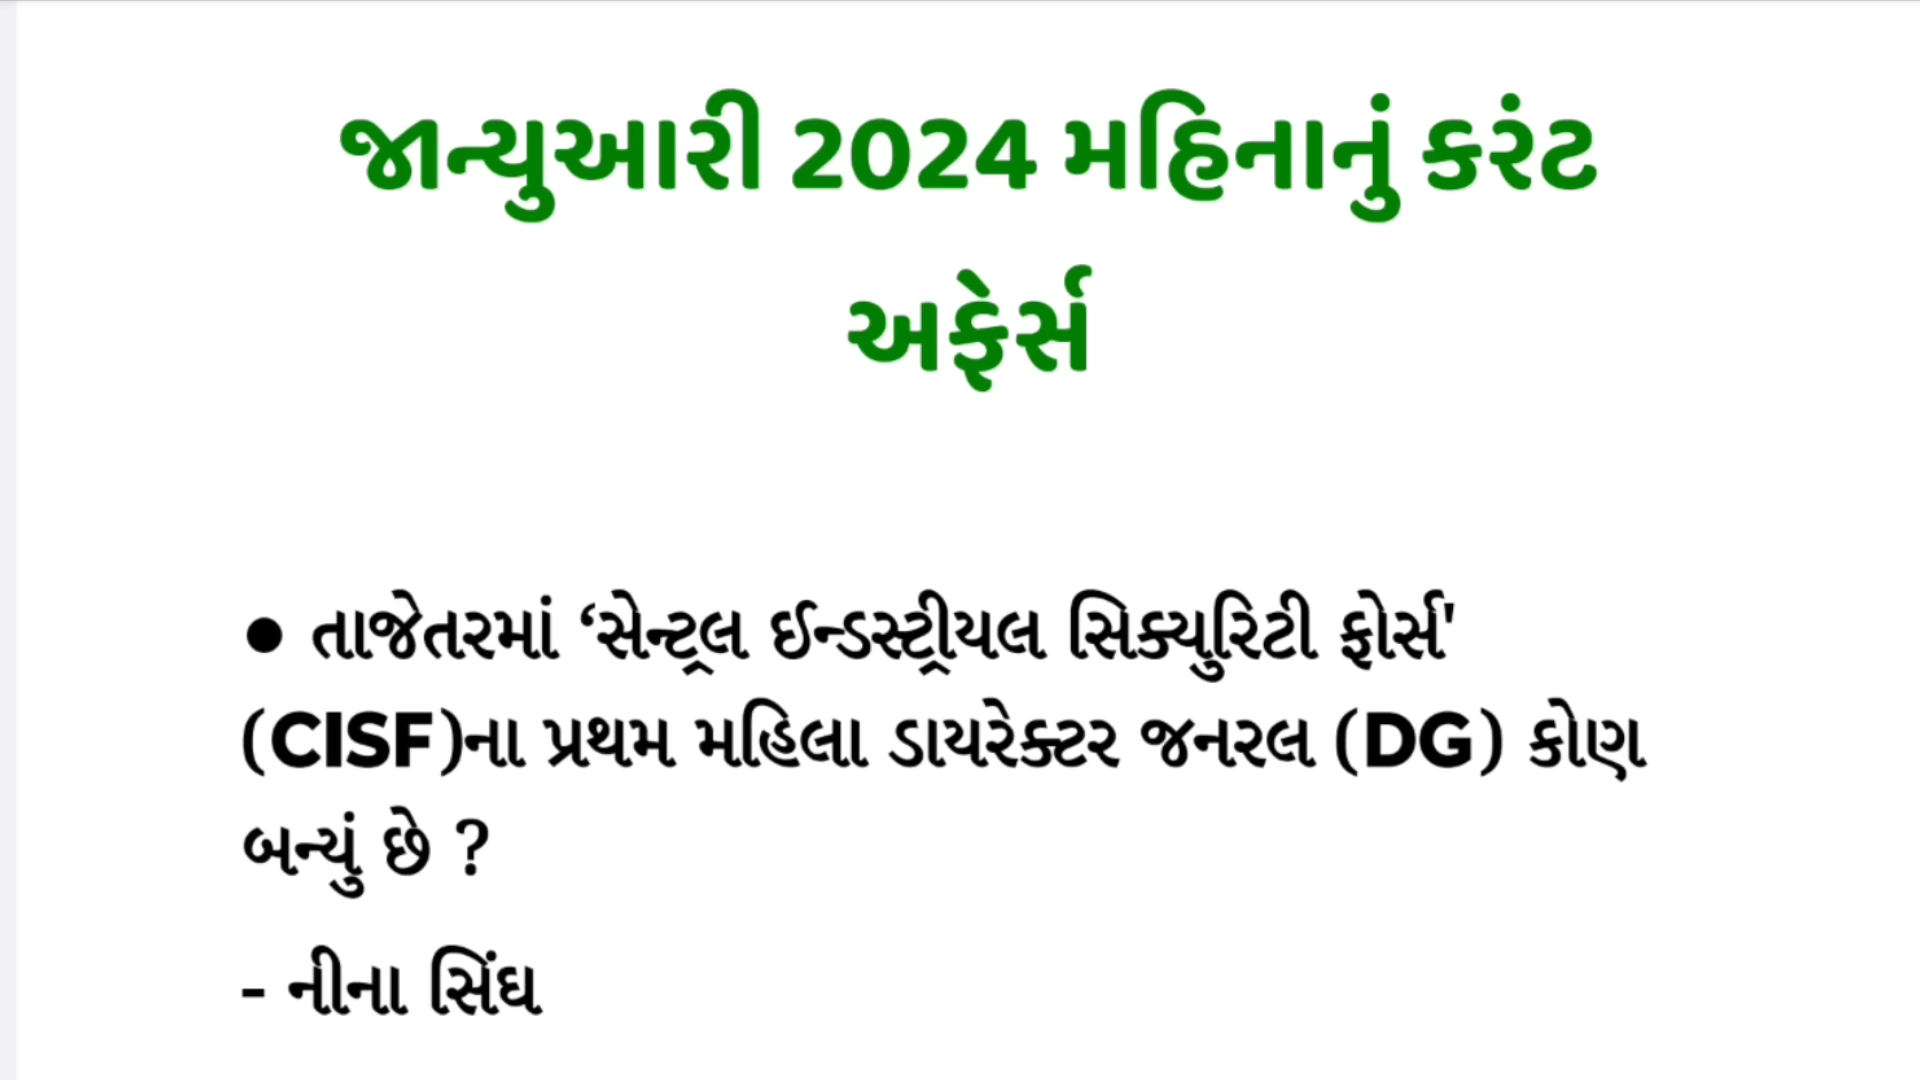 જાન્યુઆરી 2024 મહિનાનું કરંટ
અફેર્સ
● તાજેતરમાં ‘સેન્ટ્રલ ઈન્ડસ્ટ્રીયલ સિક્યુરિટી ફોર્સ'
(CISF)ના પ્રથમ મહિલા ડાયરેક્ટર જનરલ (DG) કોણ
બન્યું છે ?
- નીના સિંઘ